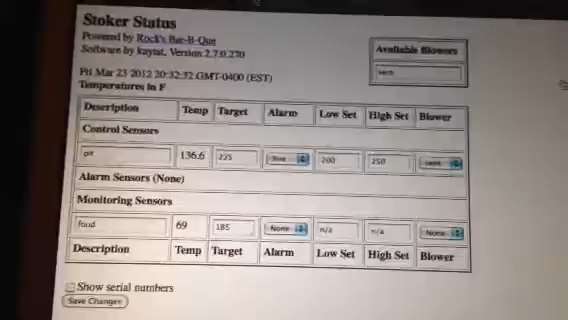 Stoker Status
Powered by Rock's Bar-B-Que
Software by kaytat, Version 2.7.0.270
Available Blowers
vent
Fri Mar 23 2012 20:32:32 GMT-0400 (EST)
Temperatures in F
Description Temp Target Alarm Low Set High Set Blower
Control Sensors
pit 136.6 225 200 250 vent
Alarm Sensors (None)
Monitoring Sensors
food 69 185 None n/a n/a None
Description Temp Target Alarm Low Set High Set Blower
Show serial numbers
Save Changes